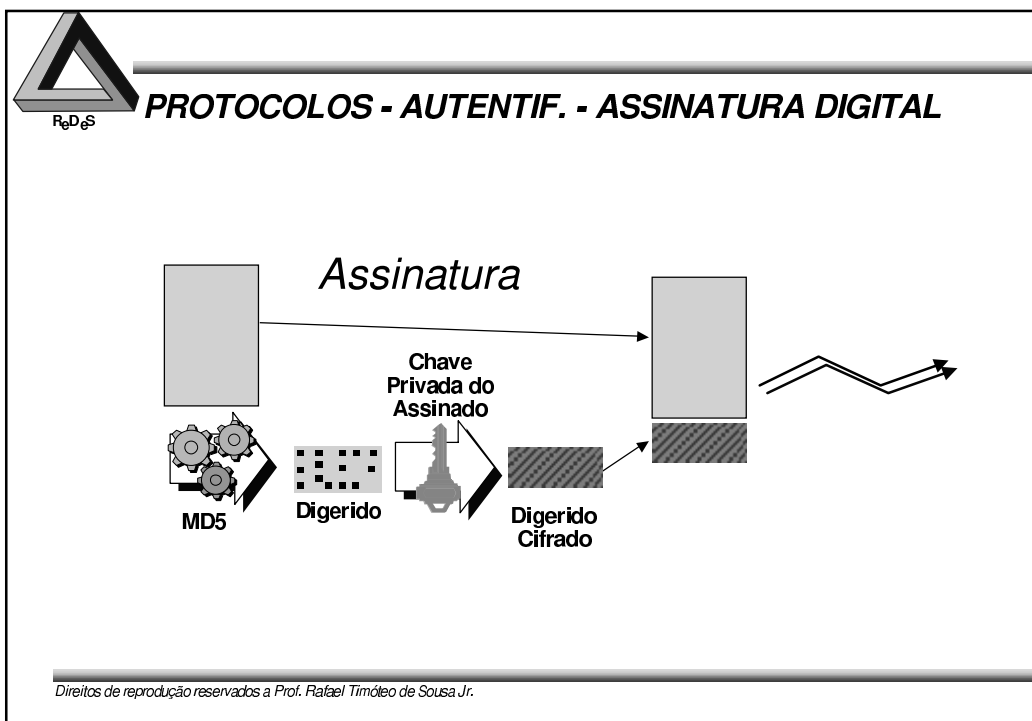 ReDeS
PROTOCOLOS - AUTENTIF. - ASSINATURA DIGITAL
Assinatura
Chave
Privada do
Assinado
MD5
Digerido
Digerido
Cifrado
Direitos de reprodução reservados a Prof. Rafael Timóteo de Sousa Jr.